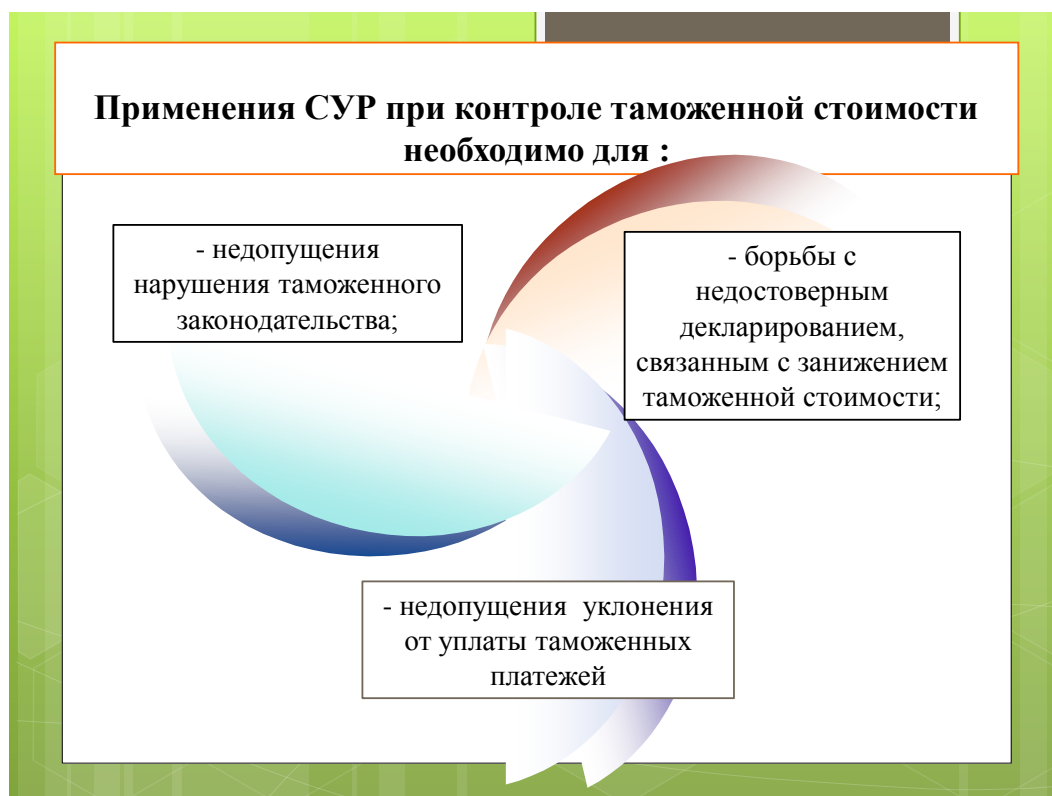 Применения СУР при контроле таможенной стоимости
необходимо для :
- недопущения
нарушения таможенного
законодательства;
- борьбы с
недостоверным
декларированием,
связанным с занижением
таможенной стоимости;
- недопущения уклонения
от уплаты таможенных
платежей